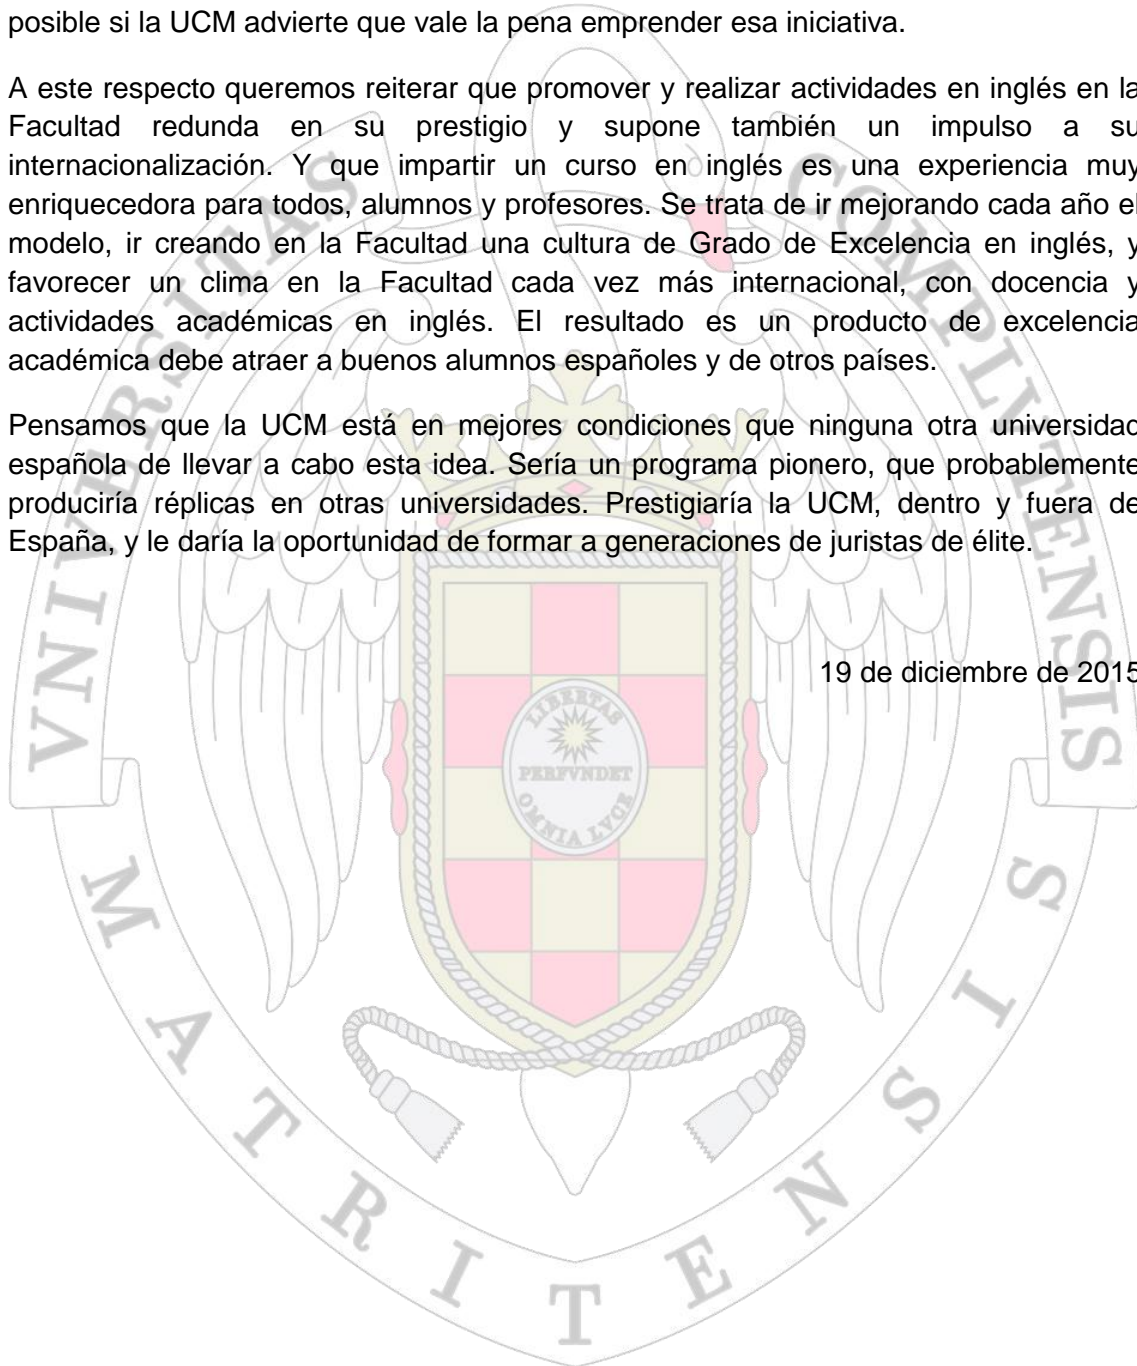 posible si la UCM advierte que vale la pena emprender esa iniciativa.
A este respecto queremos reiterar que promover y realizar actividades en inglés en la
Facultad redunda en su prestigio y supone también un impulso a su
internacionalización. Y que impartir un curso en inglés es una experiencia muy
enriquecedora para todos, alumnos y profesores. Se trata de ir mejorando cada año el
modelo, ir creando en la Facultad una cultura de Grado de Excelencia en inglés, y
favorecer un clima en la Facultad cada vez más internacional, con docencia y
actividades académicas en inglés. El resultado es un producto de excelencia
académica debe atraer a buenos alumnos españoles y de otros países.
Pensamos que la UCM está en mejores condiciones que ninguna otra universidad
española de llevar a cabo esta idea. Sería un programa pionero, que probablemente
produciría réplicas en otras universidades. Prestigiaría la UCM, dentro y fuera de
España, y le daría la oportunidad de formar a generaciones de juristas de élite.
19 de diciembre de 2015
VNIVERSITAS COMPLVTENSIS
LIBERTAS
PERFVNDET
OMNIA LVCE
MATRITENSIS